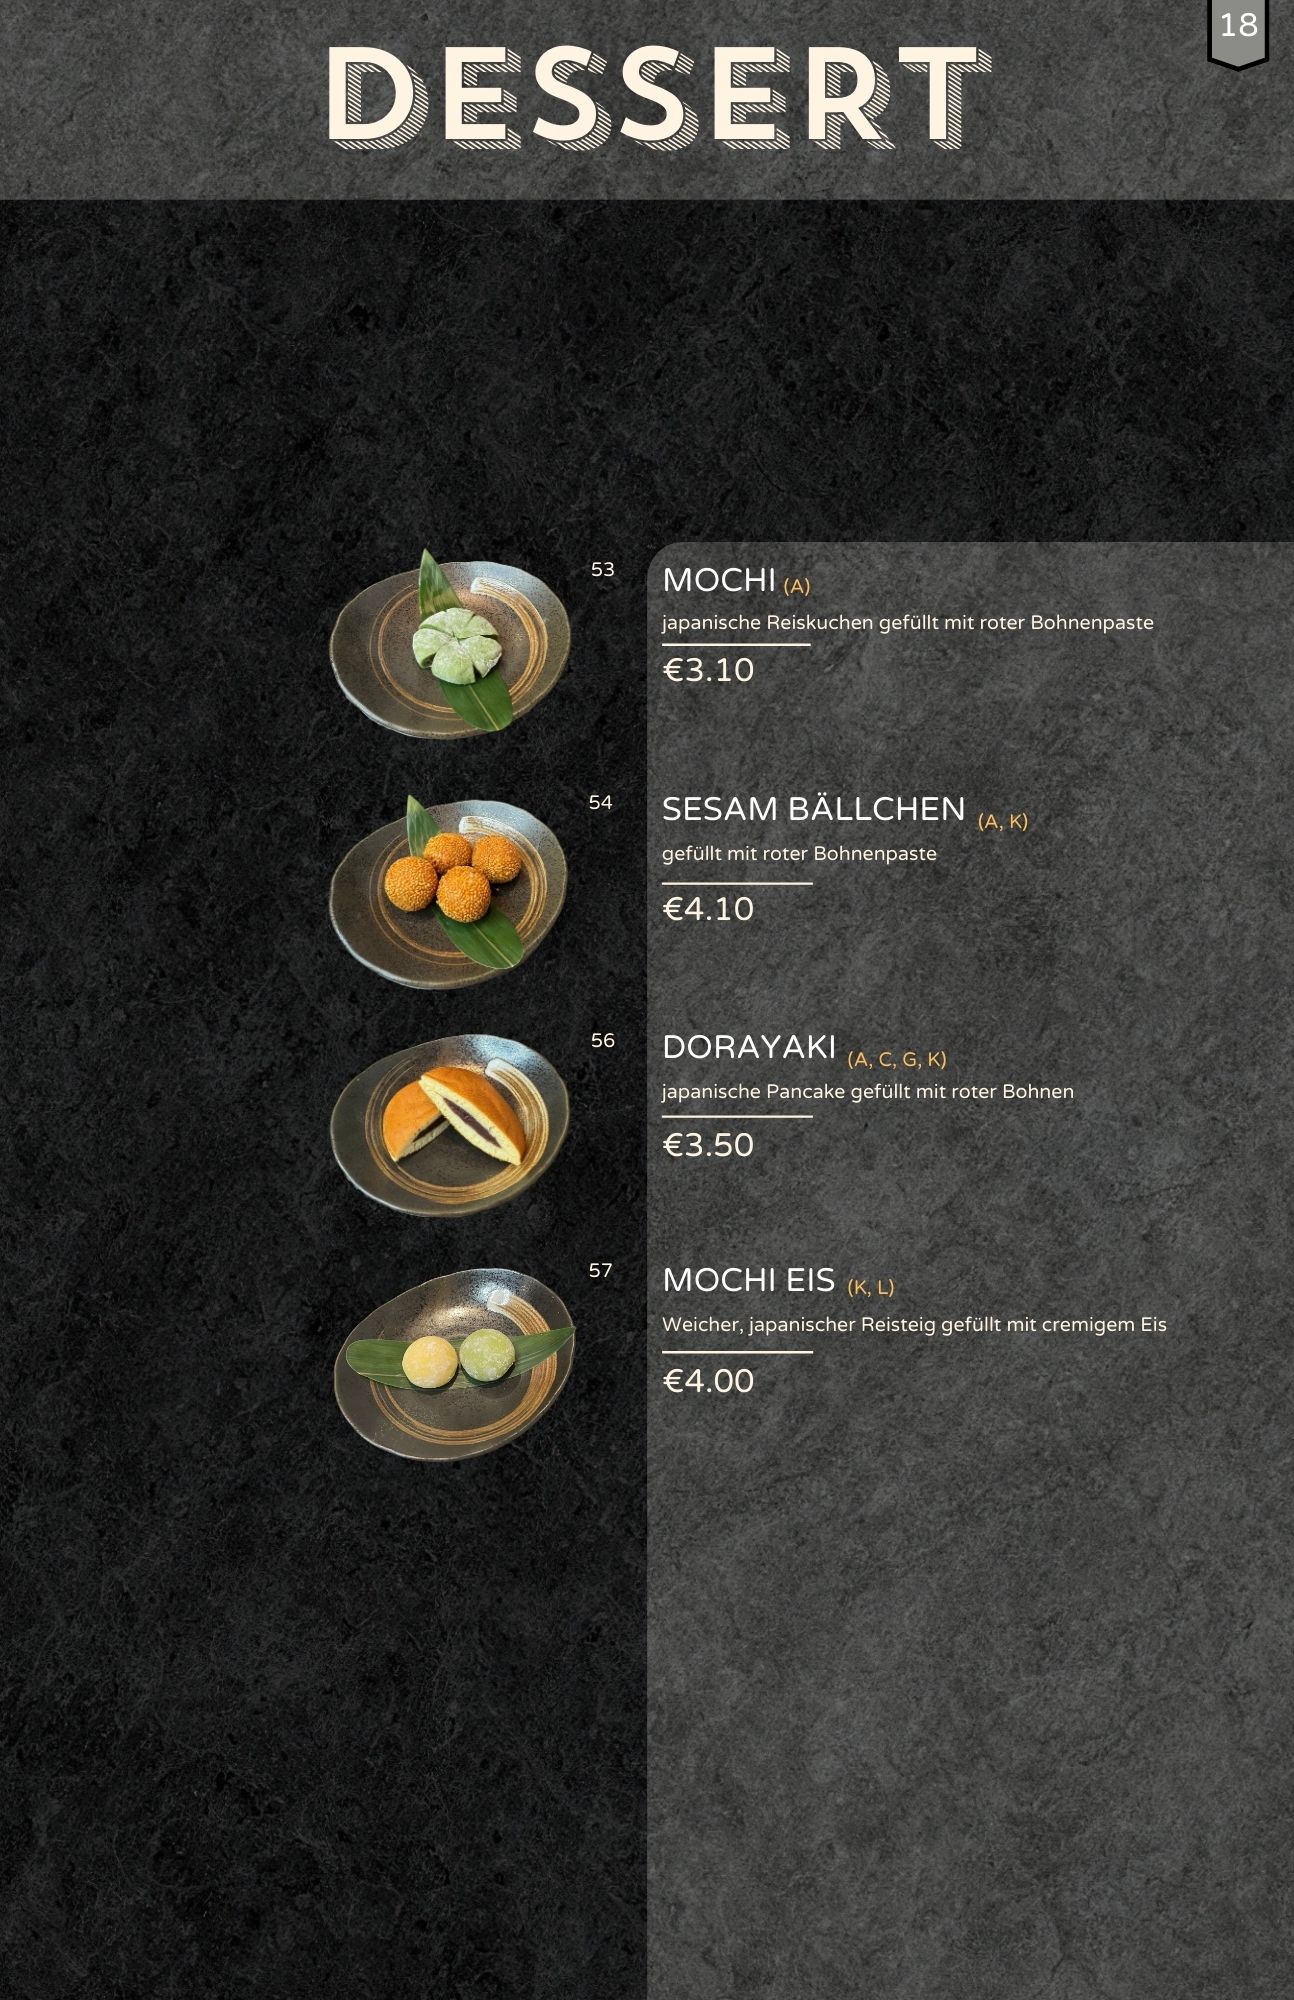 18
DESSERT
53
MOCHI (A)
japanische Reiskuchen gefüllt mit roter Bohnenpaste
€3.10
54
SESAM BÄLLCHEN (A, K)
gefüllt mit roter Bohnenpaste
€4.10
56
DORAYAKI (A, C, G, K)
japanische Pancake gefüllt mit roter Bohnen
€3.50
57
MOCHI EIS (K, L)
Weicher, japanischer Reisteig gefüllt mit cremigem Eis
€4.00